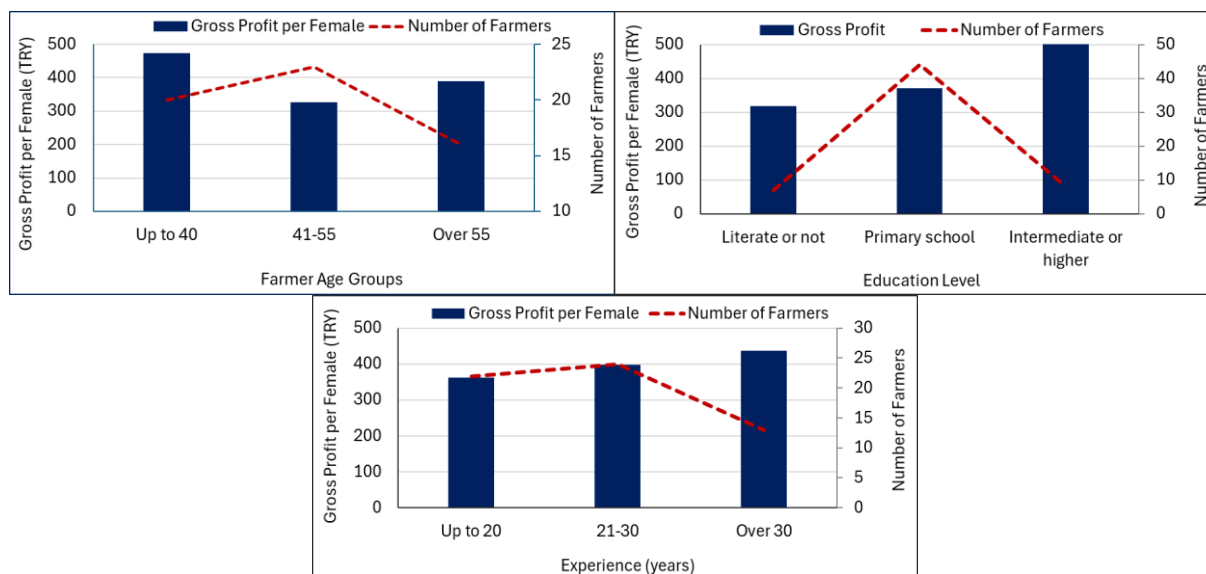 Gross Profit per Female Number of Farmers
Gross Profit per Female (TRY)
500
400
300
200
100
0
25
20
15
10
Number of Farmers
Up to 40 41-55 Over 55
Farmer Age Groups
Gross Profit Number of Farmers
Gross Profit per Female (TRY)
500
400
300
200
100
0
50
40
30
20
10
0
Number of Farmers
Literate or not Primary school Intermediate or
higher
Education Level
Gross Profit per Female Number of Farmers
Gross Profit per Female (TRY)
500
400
300
200
100
0
30
25
20
15
10
5
0
Number of Farmers
Up to 20 21-30 Over 30
Experience (years)